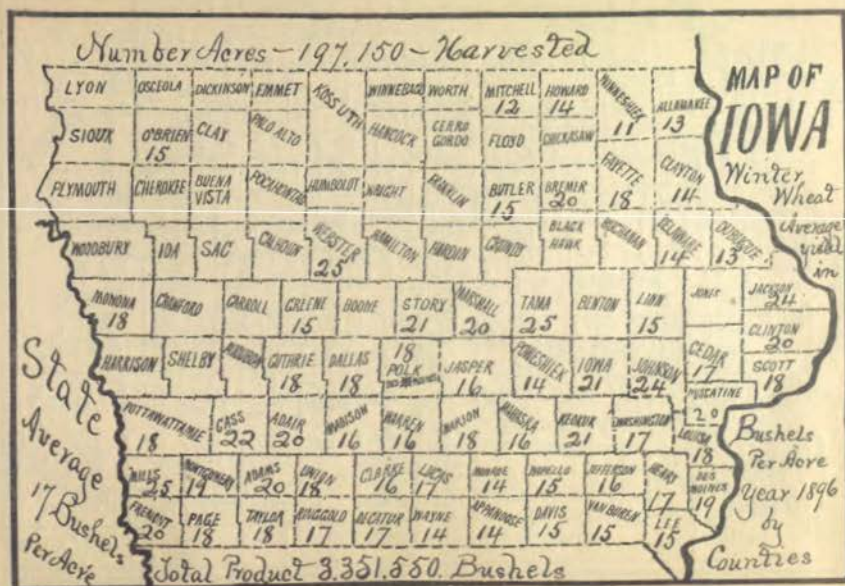 Number Acres - 197,150 - Harvested
MAP OF
IOWA
Winter
Wheat
Average
yield
in
LYON OSCEOLA DICKINSON EMMET KOSSUTH WINNEBAGO WORTH MITCHELL HOWARD WINNESHIEK ALLAMAKEE
12 14 11 13
SIOUX O'BRIEN CLAY PALO ALTO HANCOCK CERRO GORDO FLOYD CHICKASAW
15
PLYMOUTH CHEROKEE BUENA VISTA POCAHONTAS HUMBOLDT WRIGHT FRANKLIN BUTLER BREMER FAYETTE CLAYTON
15 20 18 14
WOODBURY IDA SAC CALHOUN WEBSTER HAMILTON HARDIN GRUNDY BLACK HAWK BUCHANAN DELAWARE DUBUQUE
25 14 13
MONONA CRAWFORD CARROLL GREENE BOONE STORY MARSHALL TAMA BENTON LINN JONES JACKSON
18 15 21 20 25 15 24
CLINTON
20
HARRISON SHELBY AUDUBON GUTHRIE DALLAS POLK JASPER POWESHIEK IOWA JOHNSON CEDAR SCOTT
18 18 18 16 14 21 24 17 18
MUSCATINE
20
POTTAWATTAMIE CASS ADAIR MADISON WARREN MARION MAHASKA KEOKUK WASHINGTON LOUISA
18 22 20 16 16 18 16 21 17 18
MILLS MONTGOMERY ADAMS UNION CLARKE LUCAS MONROE WAPELLO JEFFERSON HENRY DES MOINES
25 19 20 18 16 17 14 15 16 17 19
FREMONT PAGE TAYLOR RINGGOLD DECATUR WAYNE APPANOOSE DAVIS VAN BUREN LEE
20 18 18 17 17 14 14 15 15 15
State
Average
17 Bushels
Per Acre
Bushels
Per Acre
Year 1896
by
Counties
Total Product 3.351.550. Bushels